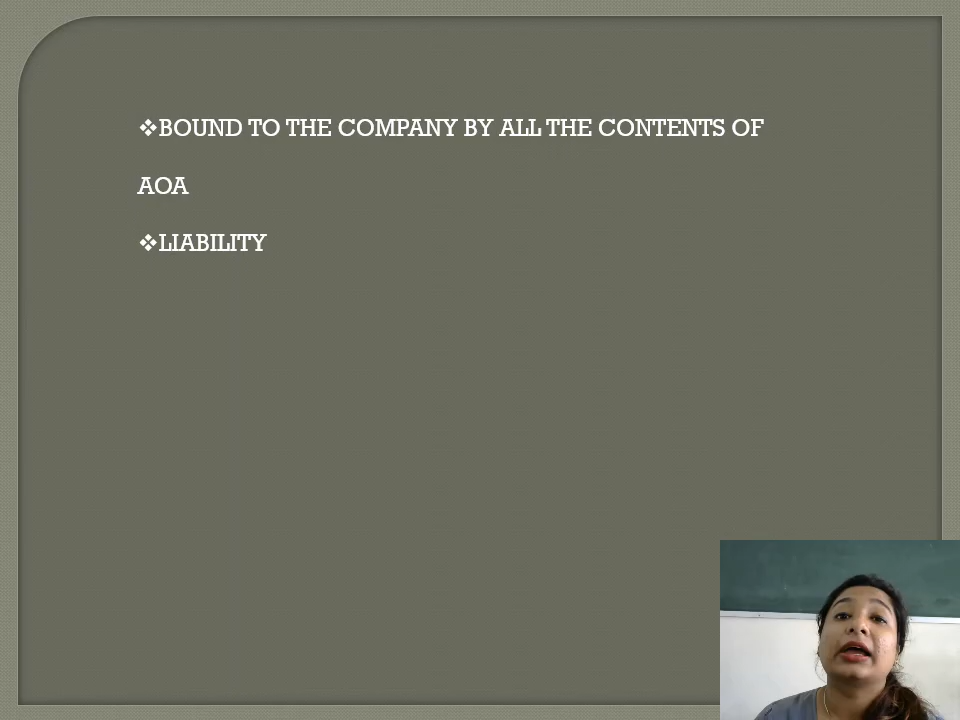 ❖BOUND TO THE COMPANY BY ALL THE CONTENTS OF
AOA
❖LIABILITY